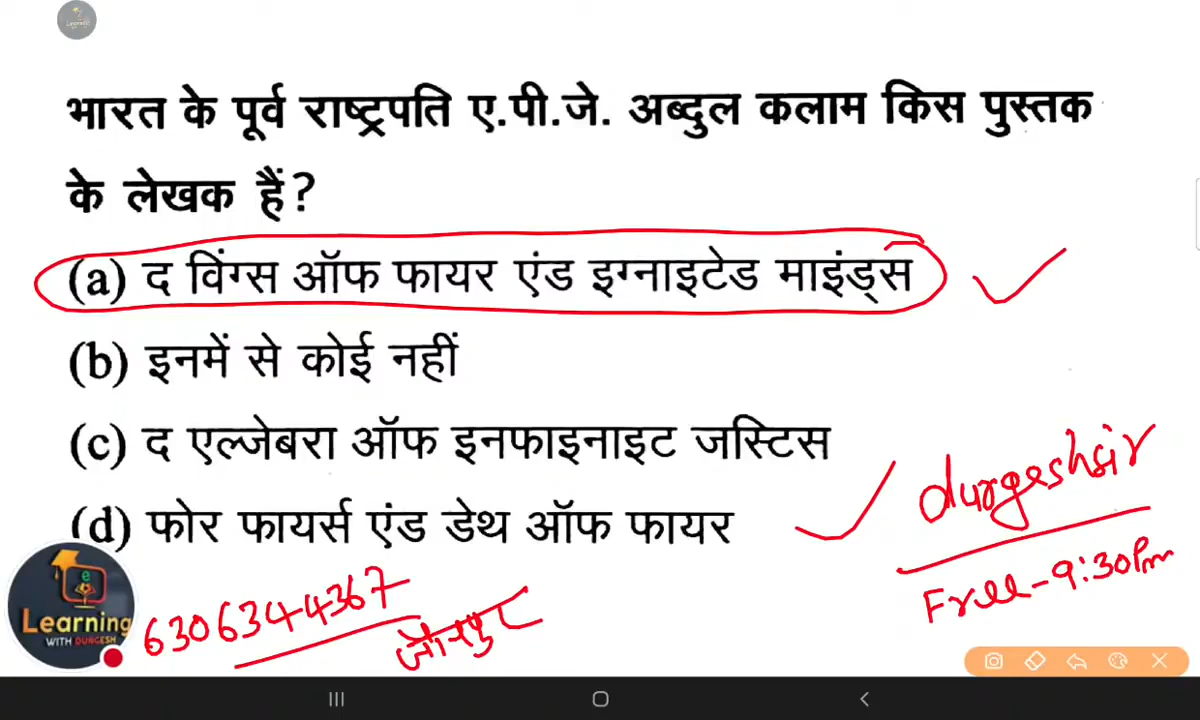 भारत के पूर्व राष्ट्रपति ए.पी.जे. अब्दुल कलाम किस पुस्तक
के लेखक हैं?
(a) द विंग्स ऑफ फायर एंड इग्नाइटेड माइंड्स
(b) इनमें से कोई नहीं
(c) द एल्जेबरा ऑफ इनफाइनाइट जस्टिस
(d) फोर फायर्स एंड डेथ ऑफ फायर
durgeshsir
Free-9:30Pm
6306344367
जौनपुर
e
Learning
WITH DURGESH